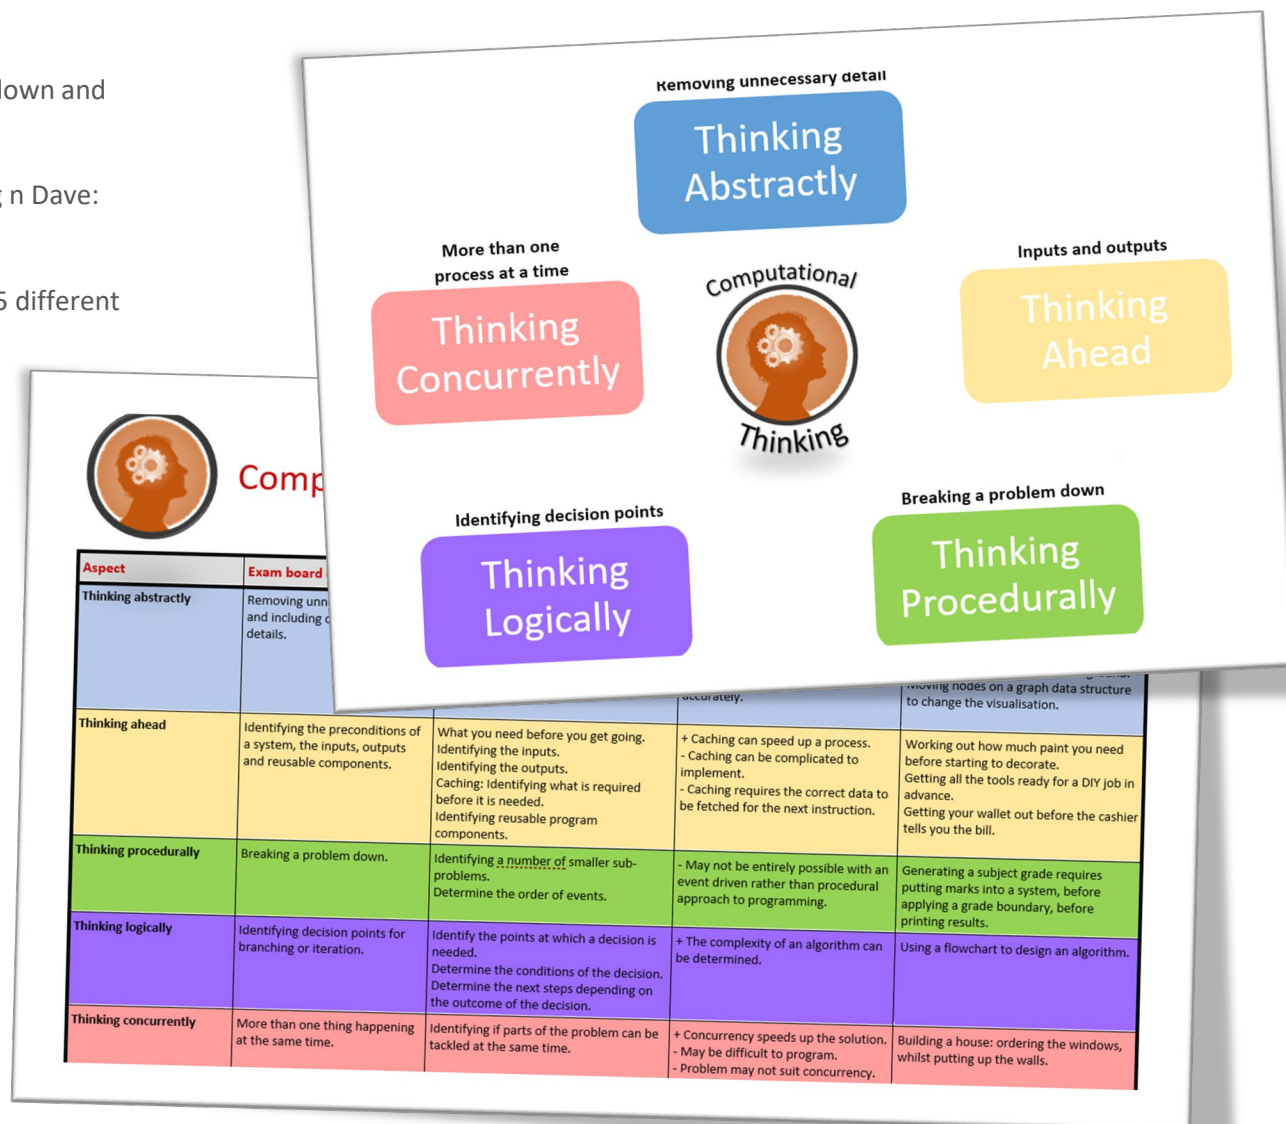 down and
n Dave:
5 different
Removing unnecessary detail
Thinking
Abstractly
More than one
process at a time
Thinking
Concurrently
Computational
Thinking
Inputs and outputs
Thinking
Ahead
Identifying decision points
Thinking
Logically
Breaking a problem down
Thinking
Procedurally
Comp
Aspect
Exam board
Thinking abstractly
Removing unn
and including
details.
accurately.
Moving nodes on a graph data structure
to change the visualisation.
Thinking ahead
Identifying the preconditions of
a system, the inputs, outputs
and reusable components.
What you need before you get going.
Identifying the inputs.
Identifying the outputs.
Caching: Identifying what is required
before it is needed.
Identifying reusable program
components.
+ Caching can speed up a process.
- Caching can be complicated to
implement.
- Caching requires the correct data to
be fetched for the next instruction.
Working out how much paint you need
before starting to decorate.
Getting all the tools ready for a DIY job in
advance.
Getting your wallet out before the cashier
tells you the bill.
Thinking procedurally
Breaking a problem down.
Identifying a number of smaller sub-
problems.
Determine the order of events.
- May not be entirely possible with an
event driven rather than procedural
approach to programming.
Generating a subject grade requires
putting marks into a system, before
applying a grade boundary, before
printing results.
Thinking logically
Identifying decision points for
branching or iteration.
Identify the points at which a decision is
needed.
Determine the conditions of the decision.
Determine the next steps depending on
the outcome of the decision.
+ The complexity of an algorithm can
be determined.
Using a flowchart to design an algorithm.
Thinking concurrently
More than one thing happening
at the same time.
Identifying if parts of the problem can be
tackled at the same time.
+ Concurrency speeds up the solution.
- May be difficult to program.
- Problem may not suit concurrency.
Building a house: ordering the windows,
whilst putting up the walls.